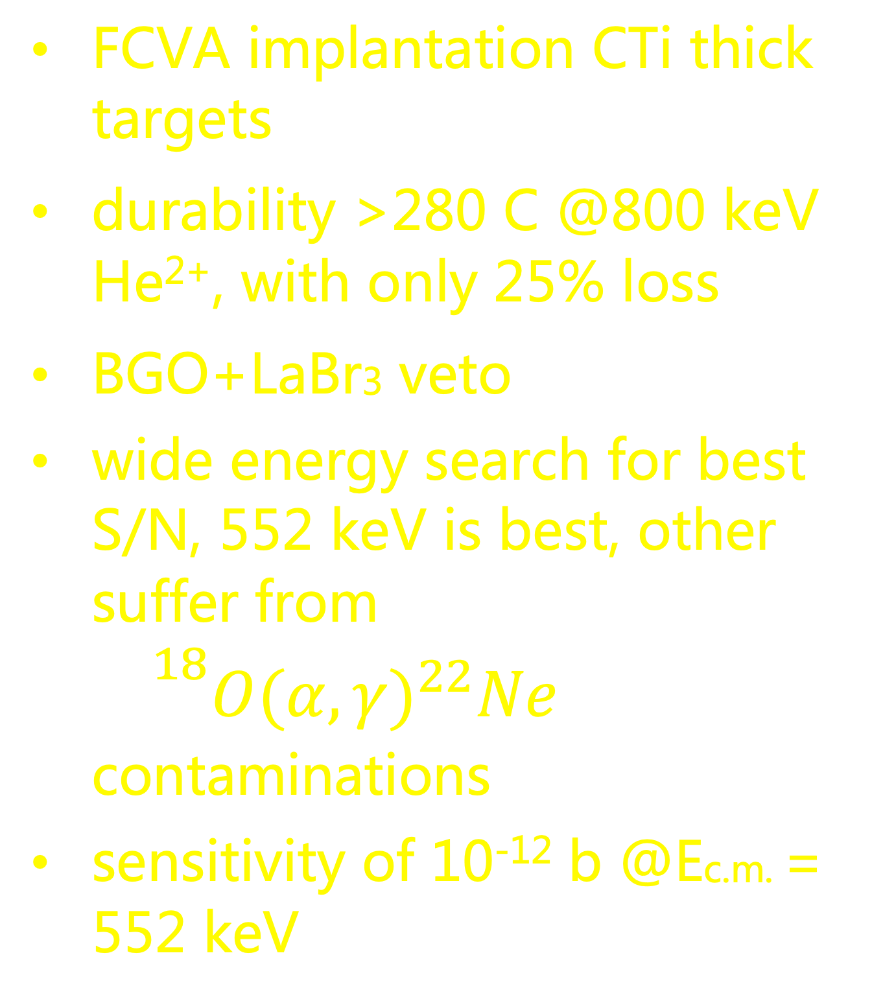 • FCVA implantation CTi thick
targets
• durability >280 C @800 keV
He²⁺, with only 25% loss
• BGO+LaBr₃ veto
• wide energy search for best
S/N, 552 keV is best, other
suffer from
¹⁸O(α,γ)²²Ne
contaminations
• sensitivity of 10⁻¹² b @Ec.m. =
552 keV